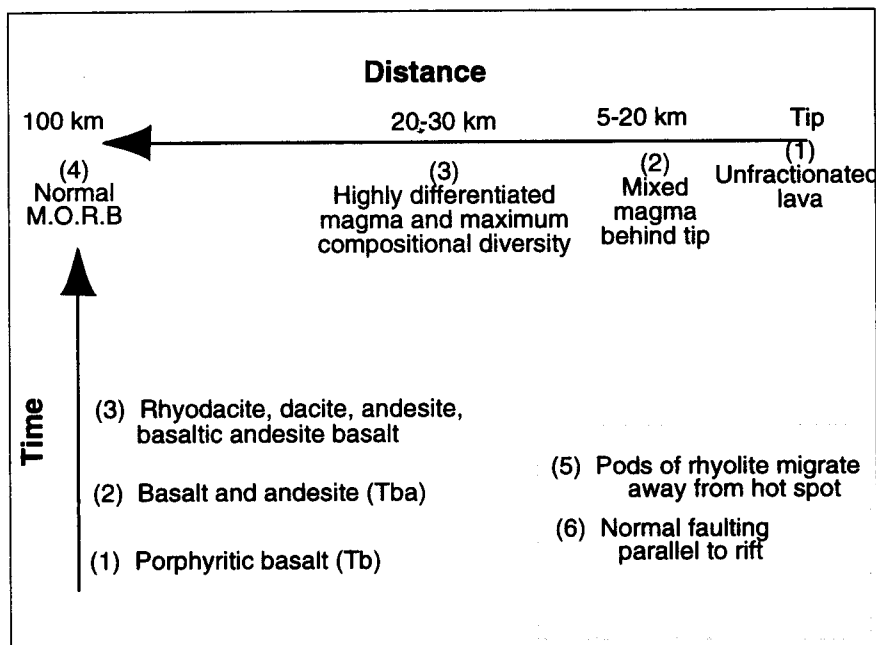 Distance
100 km
20-30 km
5-20 km
Tip
(4)
Normal
M.O.R.B
(3)
Highly differentiated
magma and maximum
compositional diversity
(2)
Mixed
magma
behind tip
(1)
Unfractionated
lava
Time
(3) Rhyodacite, dacite, andesite,
basaltic andesite basalt
(2) Basalt and andesite (Tba)
(1) Porphyritic basalt (Tb)
(5) Pods of rhyolite migrate
away from hot spot
(6) Normal faulting
parallel to rift